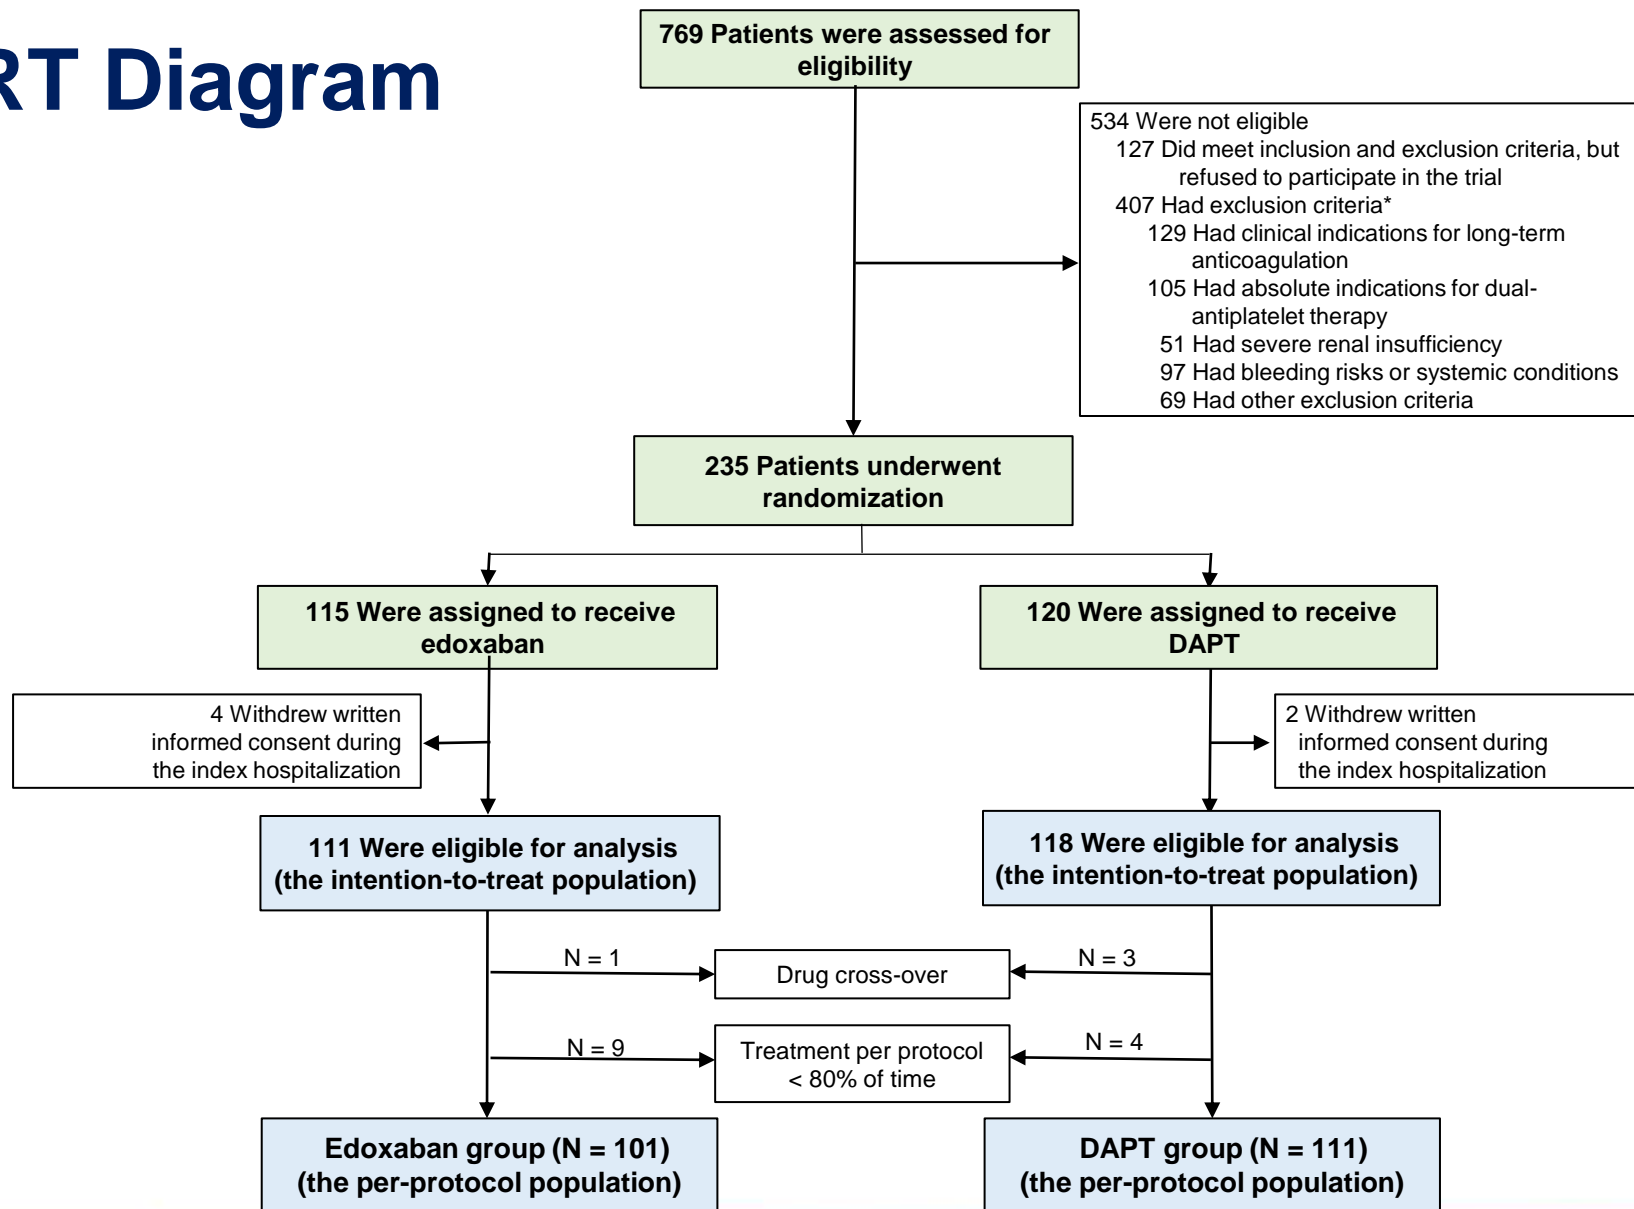 RT Diagram
769 Patients were assessed for
eligibility
534 Were not eligible
127 Did meet inclusion and exclusion criteria, but
refused to participate in the trial
407 Had exclusion criteria*
129 Had clinical indications for long-term
anticoagulation
105 Had absolute indications for dual-
antiplatelet therapy
51 Had severe renal insufficiency
97 Had bleeding risks or systemic conditions
69 Had other exclusion criteria
235 Patients underwent
randomization
115 Were assigned to receive
edoxaban
120 Were assigned to receive
DAPT
4 Withdrew written
informed consent during
the index hospitalization
2 Withdrew written
informed consent during
the index hospitalization
111 Were eligible for analysis
(the intention-to-treat population)
118 Were eligible for analysis
(the intention-to-treat population)
N = 1
Drug cross-over
N = 3
N = 9
Treatment per protocol
< 80% of time
N = 4
Edoxaban group (N = 101)
(the per-protocol population)
DAPT group (N = 111)
(the per-protocol population)